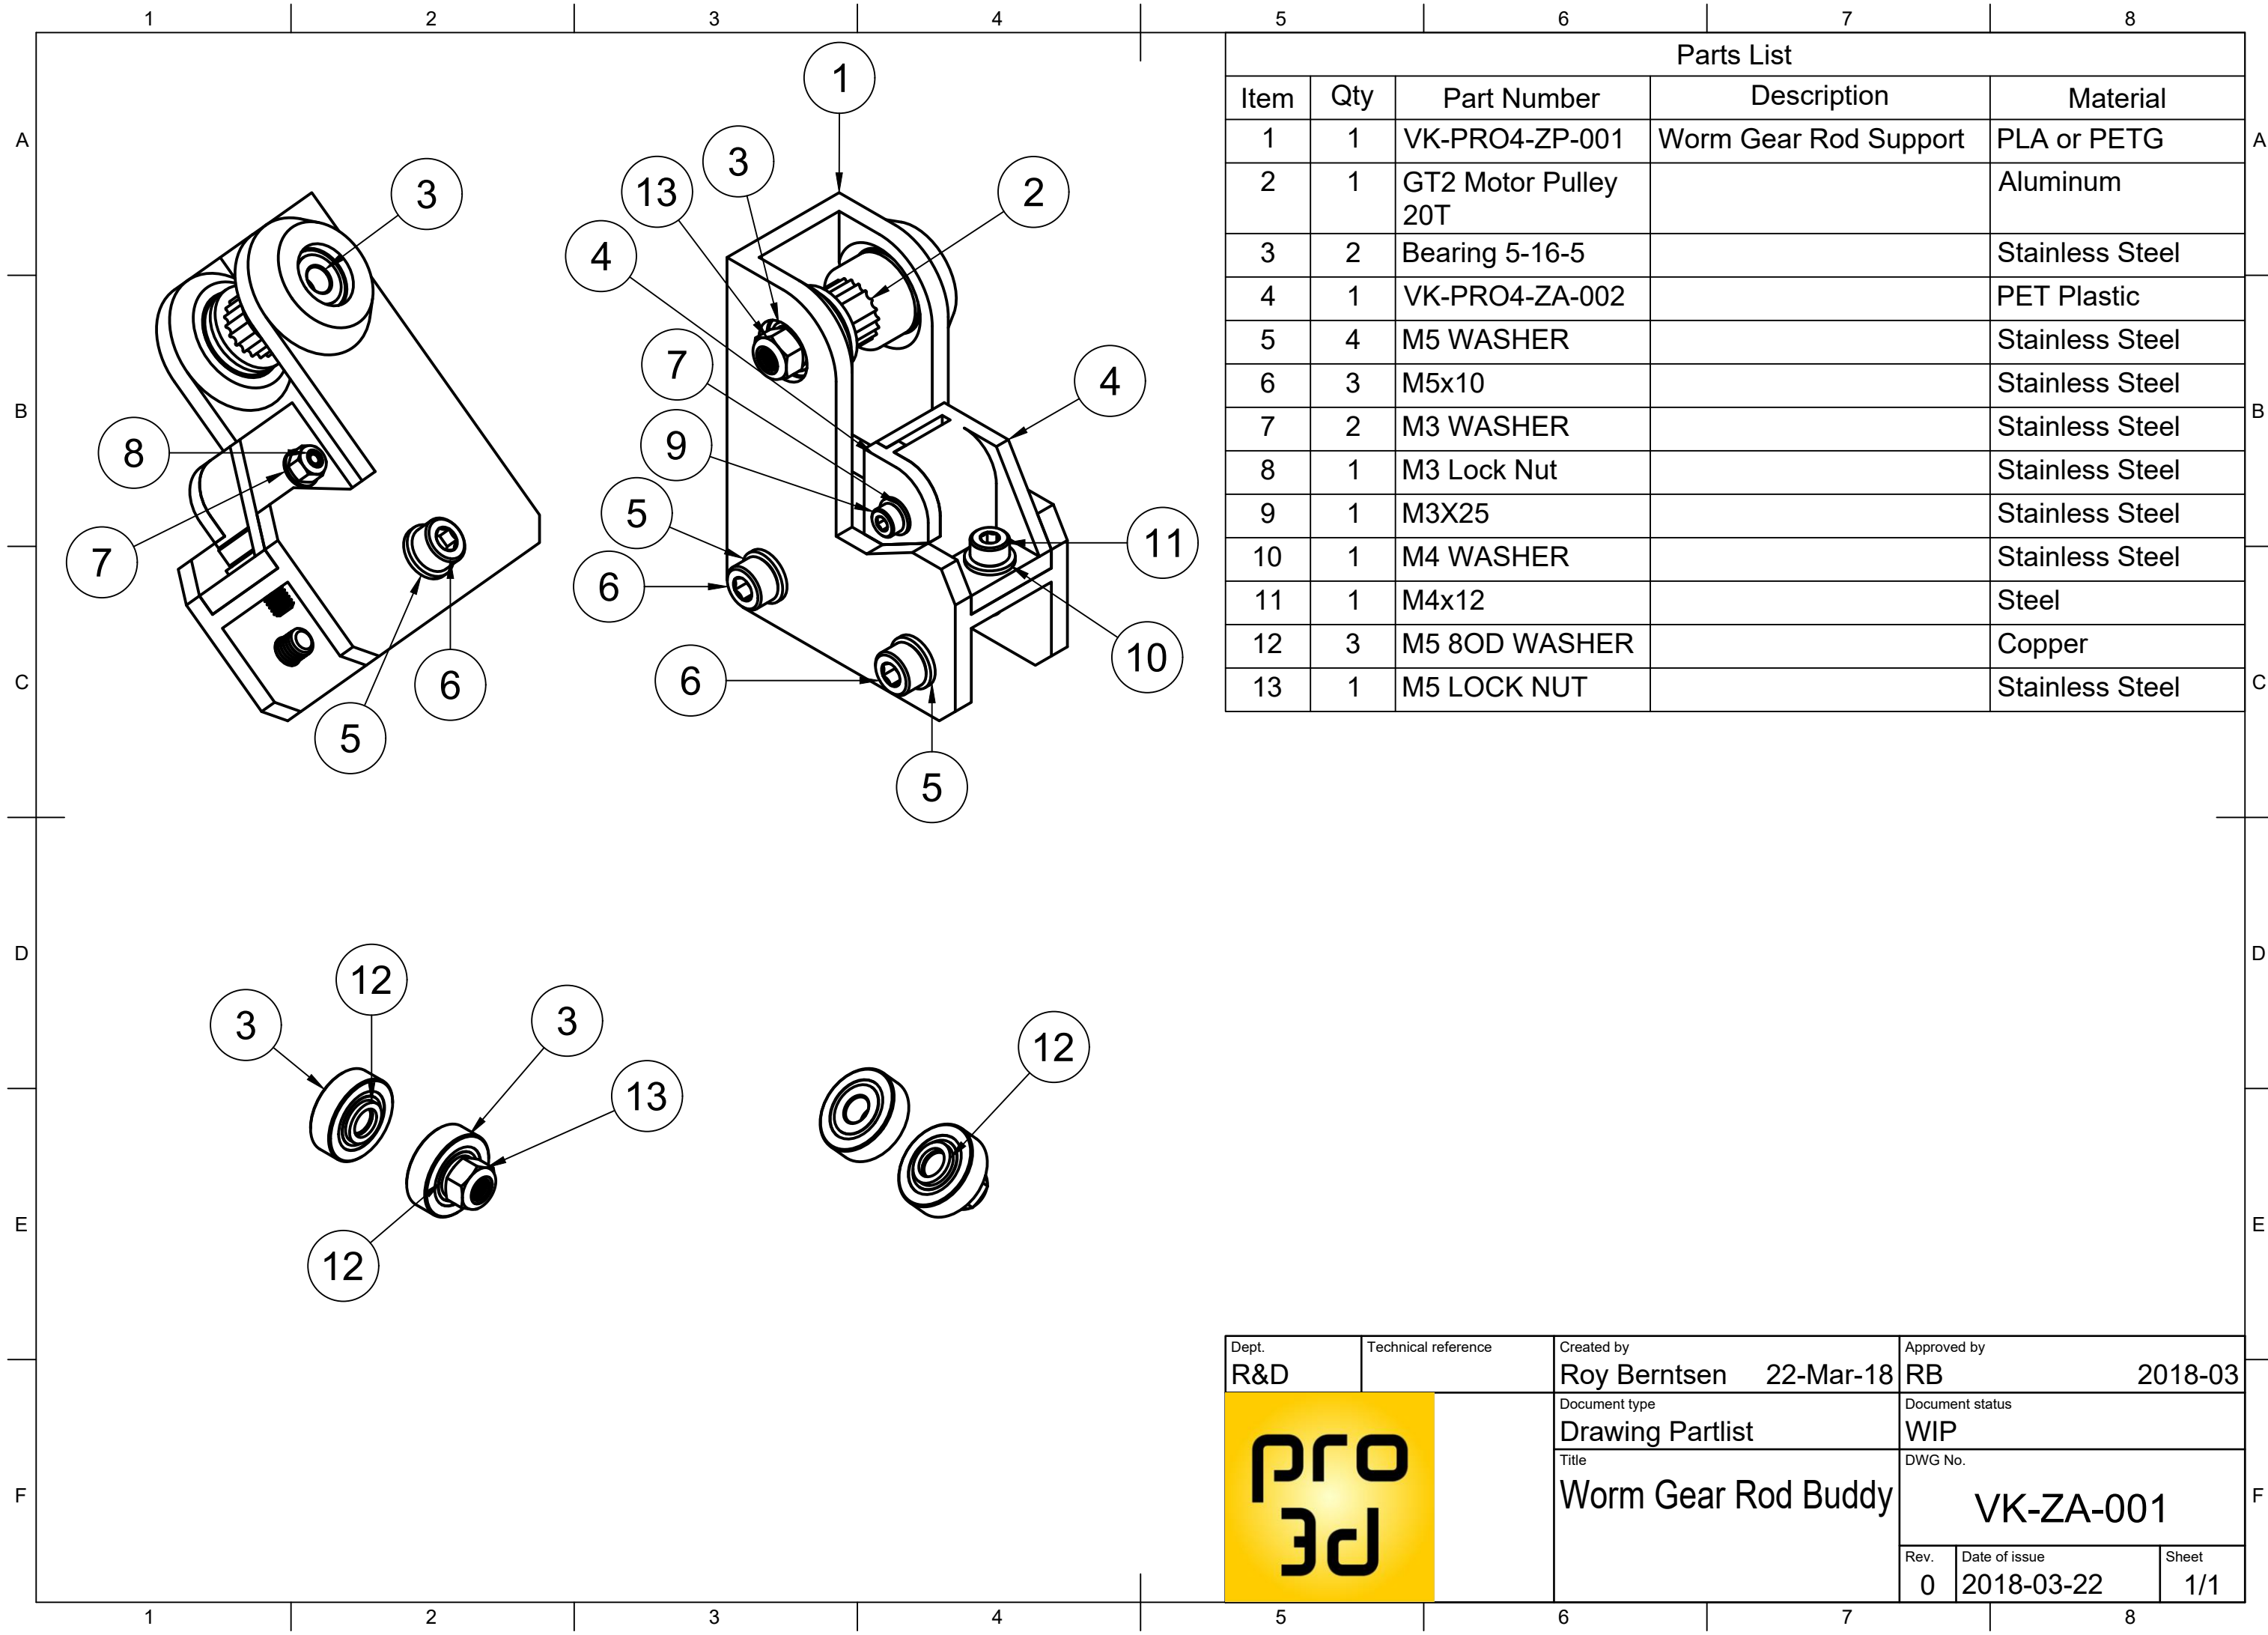 1 2 3 4 5 6 7 8
A A
B B
C C
D D
E E
F F
1 2 3 4 5 6 7 8
Parts List
Item Qty Part Number Description Material
1 1 VK-PRO4-ZP-001 Worm Gear Rod Support PLA or PETG
2 1 GT2 Motor Pulley Aluminum
20T
3 2 Bearing 5-16-5 Stainless Steel
4 1 VK-PRO4-ZA-002 PET Plastic
5 4 M5 WASHER Stainless Steel
6 3 M5x10 Stainless Steel
7 2 M3 WASHER Stainless Steel
8 1 M3 Lock Nut Stainless Steel
9 1 M3X25 Stainless Steel
10 1 M4 WASHER Stainless Steel
11 1 M4x12 Steel
12 3 M5 8OD WASHER Copper
13 1 M5 LOCK NUT Stainless Steel
3
8
7
5
6
1
3
13
2
4
7
4
9
5
11
6
10
6
5
12
3
3
13
12
12
Dept. Technical reference Created by Approved by
R&D Roy Berntsen 22-Mar-18 RB 2018-03
Document type Document status
Drawing Partlist WIP
Title DWG No.
Worm Gear Rod Buddy
VK-ZA-001
Rev. Date of issue Sheet
0 2018-03-22 1/1
pro
3d